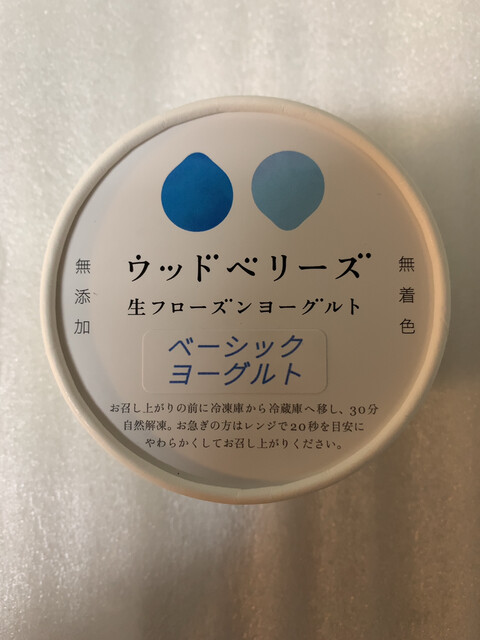 ウッドベリーズ
無添加
無着色
生フローズンヨーグルト
ベーシック
ヨーグルト
お召し上がりの前に冷凍庫から冷蔵庫へ移し、30分
自然解凍。お急ぎの方はレンジで20秒を目安に
やわらかくしてお召し上がりください。